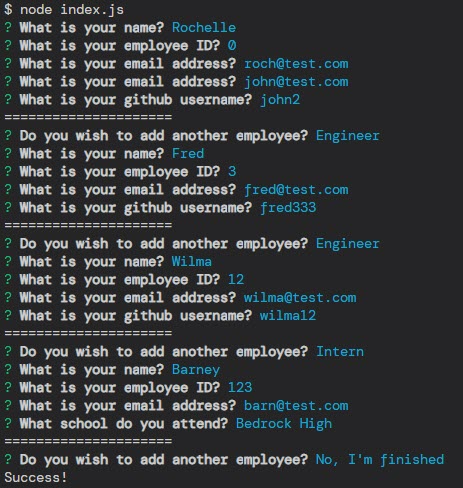 $ node index.js
? What is your name? Rochelle
? What is your employee ID? 0
? What is your email address? roch@test.com
? What is your email address? john@test.com
? What is your github username? john2
=====================
? Do you wish to add another employee? Engineer
? What is your name? Fred
? What is your employee ID? 3
? What is your email address? fred@test.com
? What is your github username? fred333
=====================
? Do you wish to add another employee? Engineer
? What is your name? Wilma
? What is your employee ID? 12
? What is your email address? wilma@test.com
? What is your github username? wilma12
=====================
? Do you wish to add another employee? Intern
? What is your name? Barney
? What is your employee ID? 123
? What is your email address? barn@test.com
? What school do you attend? Bedrock High
=====================
? Do you wish to add another employee? No, I'm finished
Success!